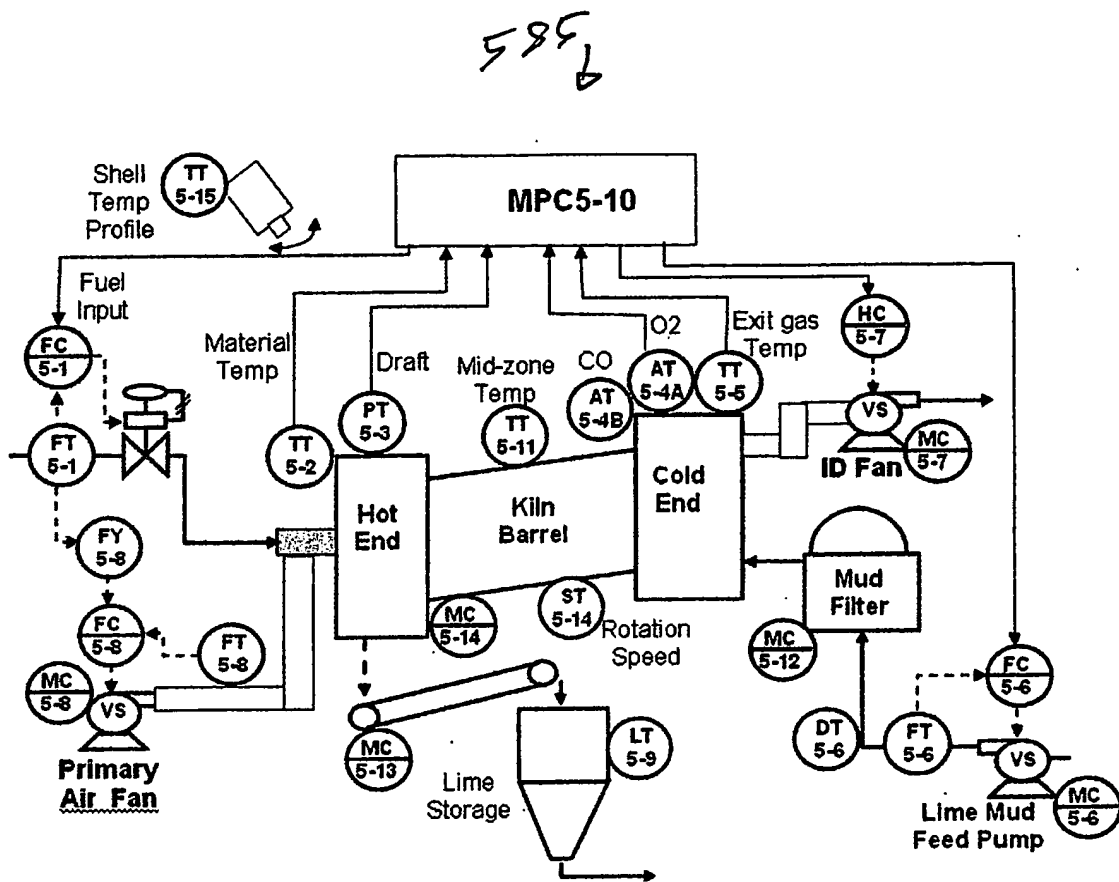 585
MPC5-10
Shell
Temp
Profile
TT
5-15
Fuel
Input
FC
5-1
FT
5-1
Material
Temp
TT
5-2
Draft
PT
5-3
Mid-zone
Temp
TT
5-11
CO
AT
5-4B
O2
AT
5-4A
Exit gas
Temp
TT
5-5
HC
5-7
VS
MC
5-7
ID Fan
Hot
End
Kiln
Barrel
Cold
End
FY
5-8
FC
5-8
FT
5-8
MC
5-8
VS
Primary
Air Fan
MC
5-14
ST
5-14
Rotation
Speed
MC
5-13
Lime
Storage
LT
5-9
Mud
Filter
MC
5-12
FC
5-6
DT
5-6
FT
5-6
VS
MC
5-6
Lime Mud
Feed Pump